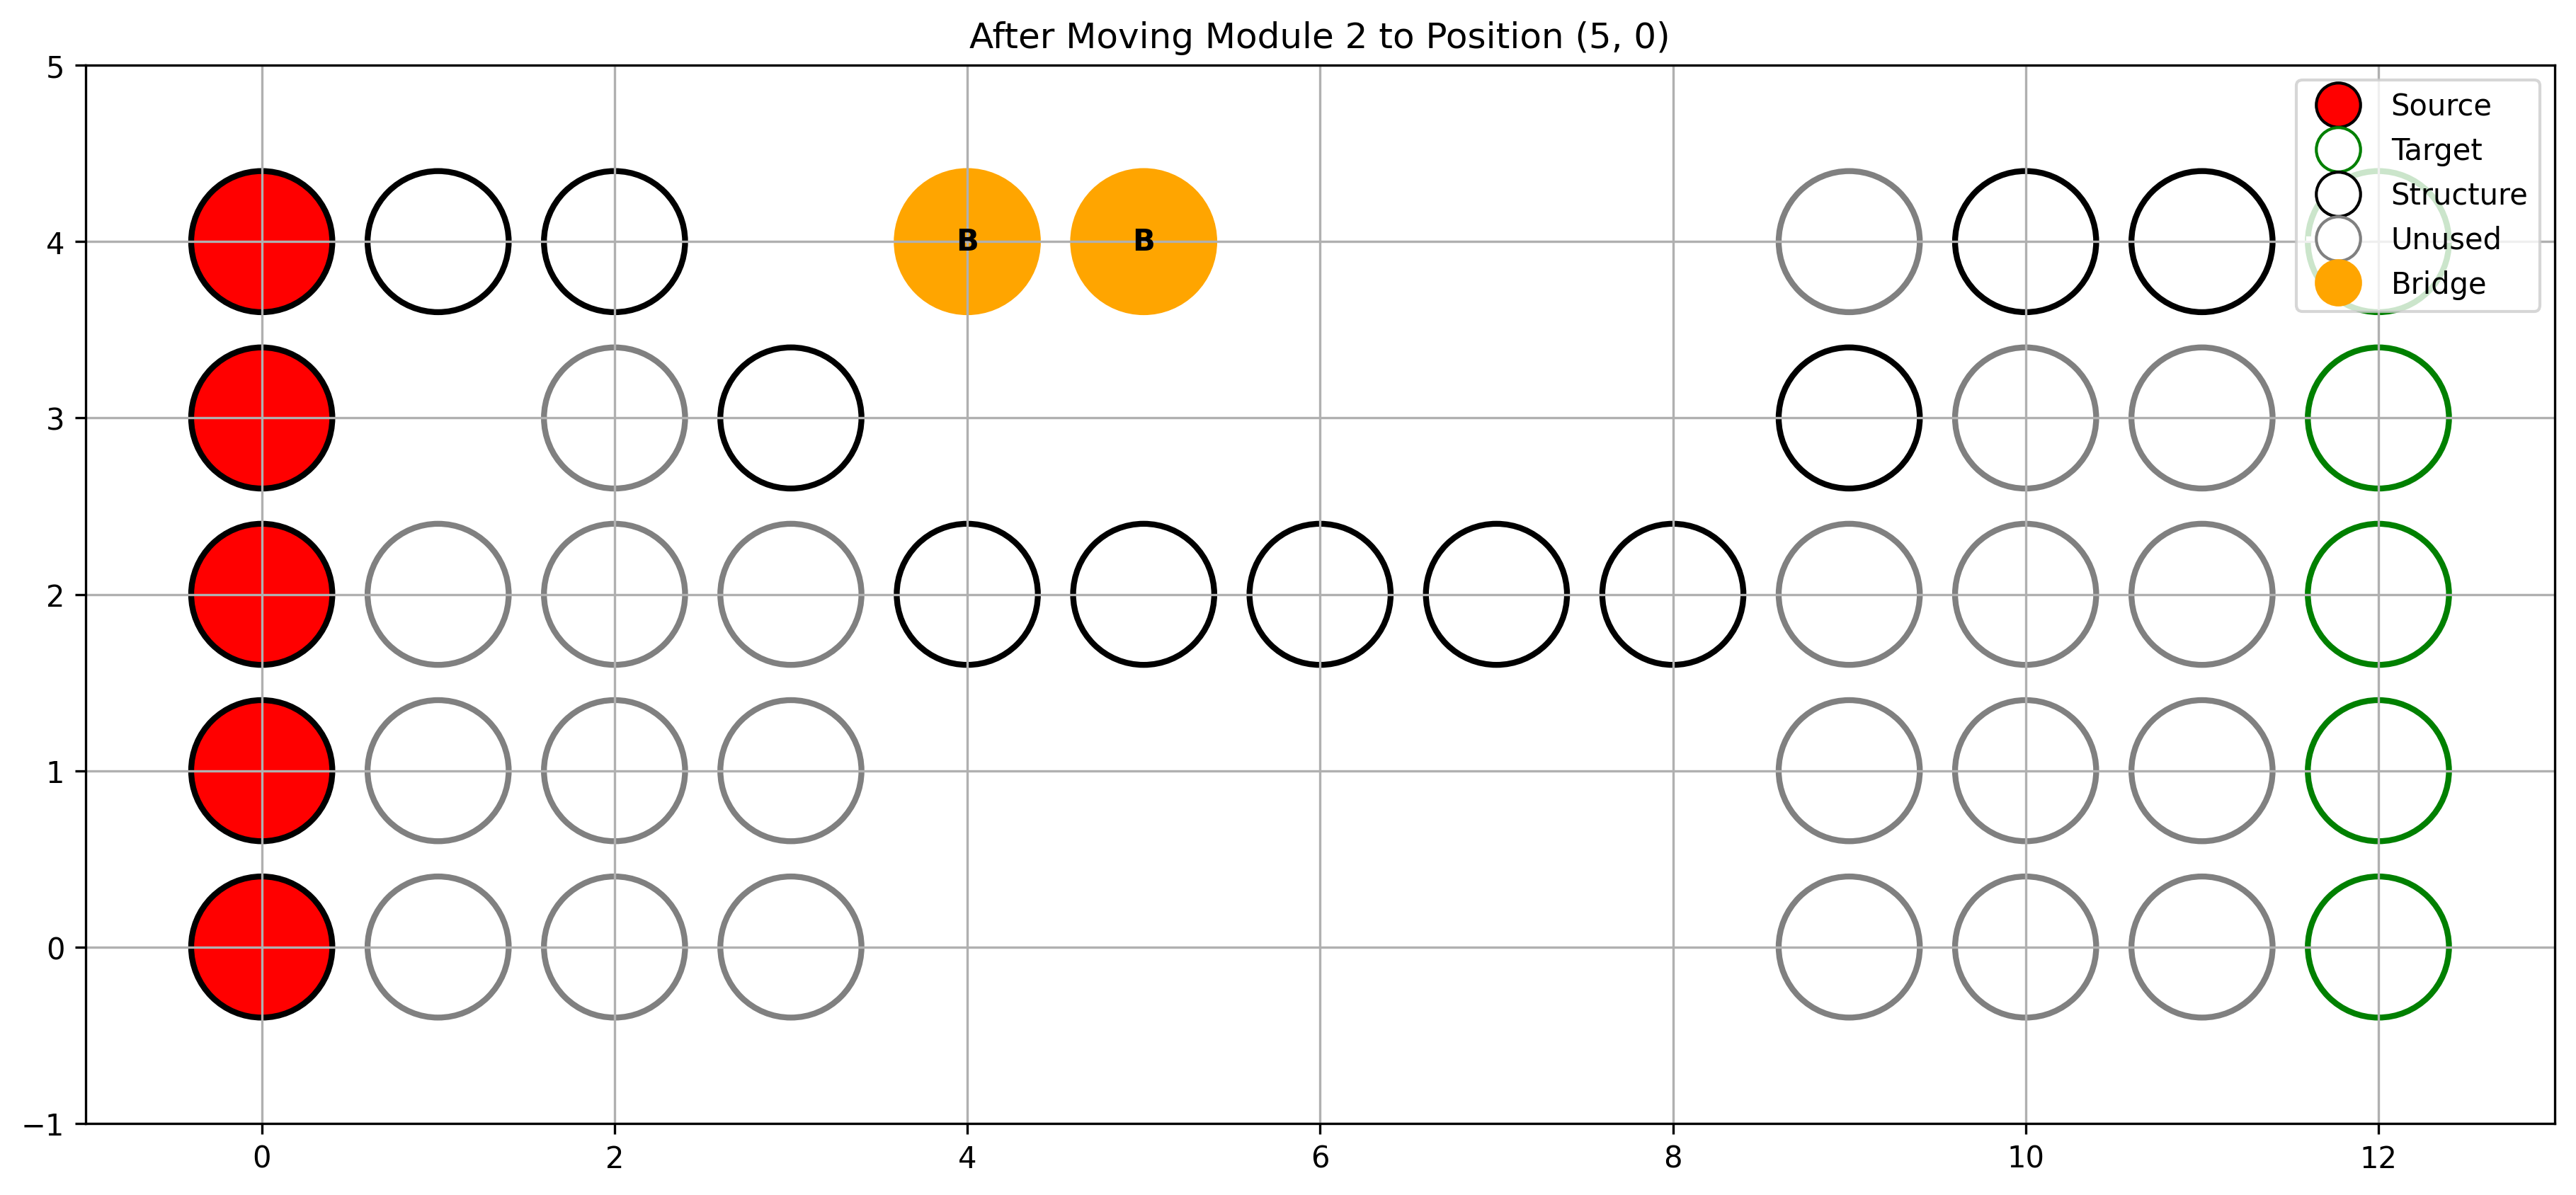 After Moving Module 2 to Position (5, 0)
5
4
3
2
1
0
−1
B B
Source
Target
Structure
Unused
Bridge
0 2 4 6 8 10 12